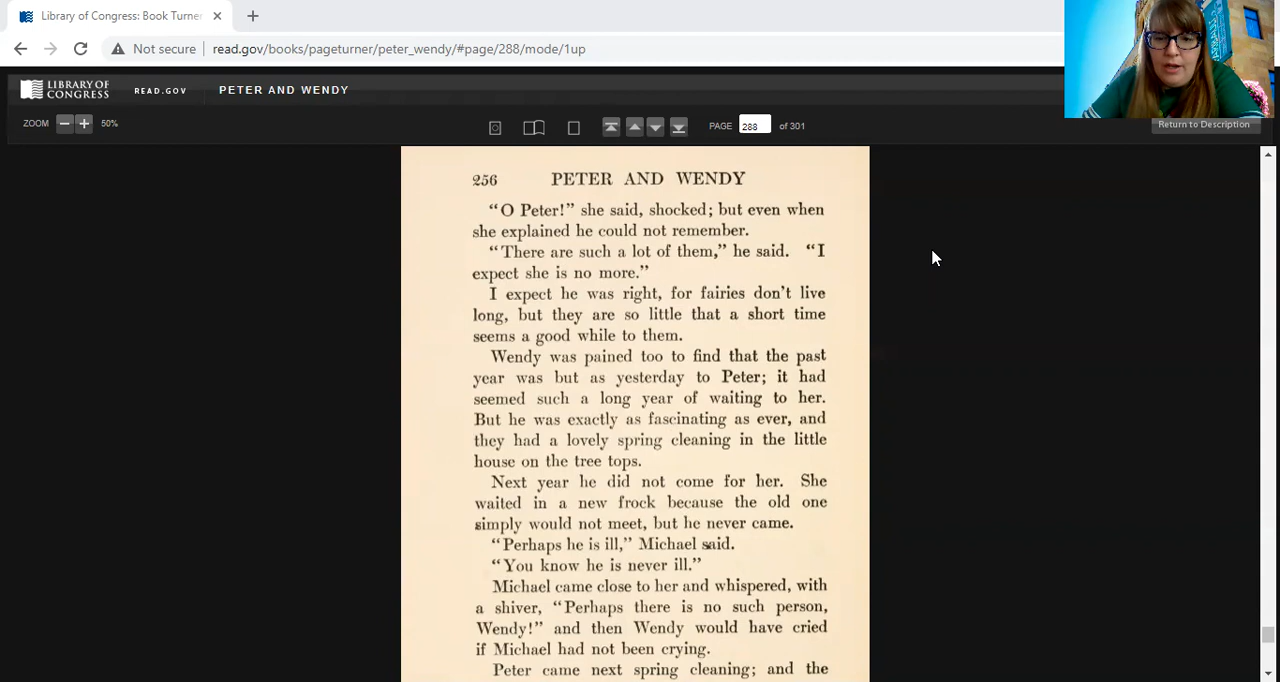 Library of Congress: Book Turner
Not secure read.gov/books/pageturner/peter_wendy/#page/288/mode/1up
LIBRARY OF CONGRESS READ.GOV PETER AND WENDY
ZOOM 50% PAGE 288 of 301 Return to Description
256 PETER AND WENDY
"O Peter!" she said, shocked; but even when
she explained he could not remember.
"There are such a lot of them," he said. "I
expect she is no more."
I expect he was right, for fairies don't live
long, but they are so little that a short time
seems a good while to them.
Wendy was pained too to find that the past
year was but as yesterday to Peter; it had
seemed such a long year of waiting to her.
But he was exactly as fascinating as ever, and
they had a lovely spring cleaning in the little
house on the tree tops.
Next year he did not come for her. She
waited in a new frock because the old one
simply would not meet, but he never came.
"Perhaps he is ill," Michael said.
"You know he is never ill."
Michael came close to her and whispered, with
a shiver, "Perhaps there is no such person,
Wendy!" and then Wendy would have cried
if Michael had not been crying.
Peter came next spring cleaning; and the